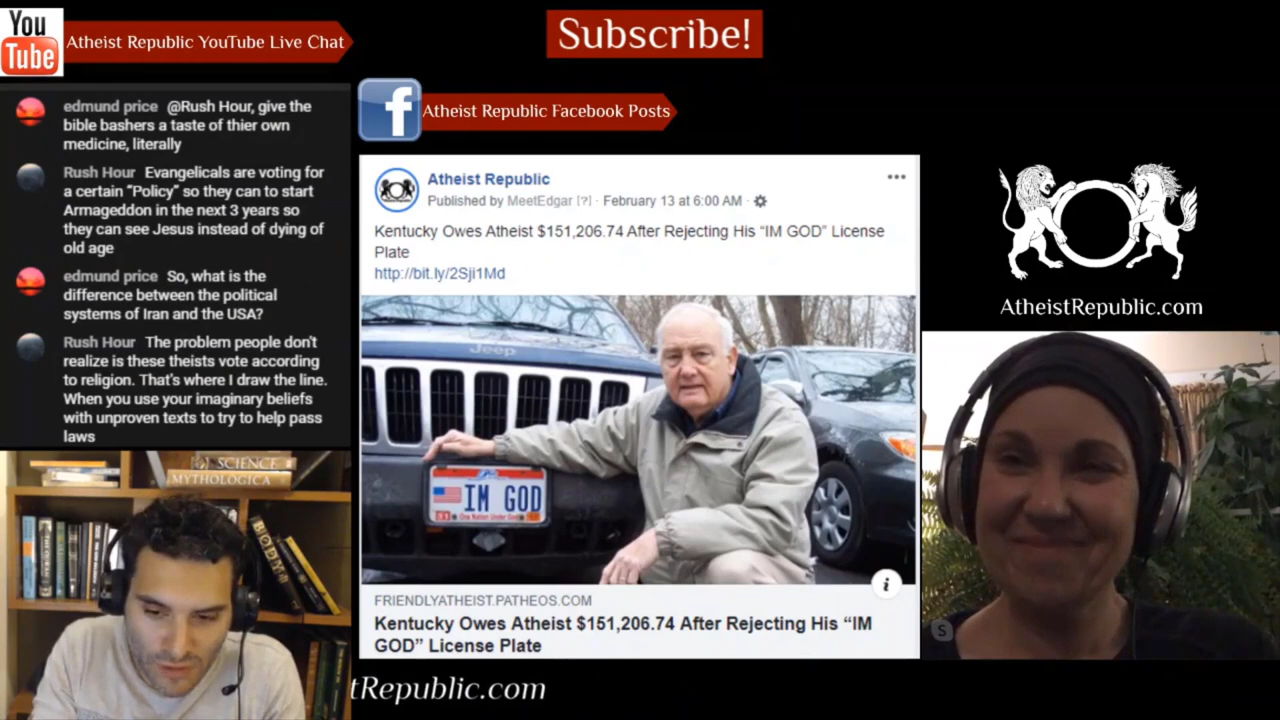 You
Tube
Atheist Republic YouTube Live Chat
Subscribe!
edmund price @Rush Hour, give the
bible bashers a taste of thier own
medicine, literally
Rush Hour Evangelicals are voting for
a certain "Policy" so they can to start
Armageddon in the next 3 years so
they can see Jesus instead of dying of
old age
edmund price So, what is the
difference between the political
systems of Iran and the USA?
Rush Hour The problem people don't
realize is these theists vote according
to religion. That's where I draw the line.
When you use your imaginary beliefs
with unproven texts to try to help pass
laws
f
Atheist Republic Facebook Posts
Atheist Republic
Published by MeetEdgar [?] · February 13 at 6:00 AM ·
Kentucky Owes Atheist $151,206.74 After Rejecting His “IM GOD” License
Plate
http://bit.ly/2Sji1Md
Jeep
IM GOD
One Nation Under God
i
FRIENDLYATHEIST.PATHEOS.COM
Kentucky Owes Atheist $151,206.74 After Rejecting His “IM
GOD” License Plate
AtheistRepublic.com
S
SCIENCE
MYTHOLOGICA
BODY
tRepublic.com